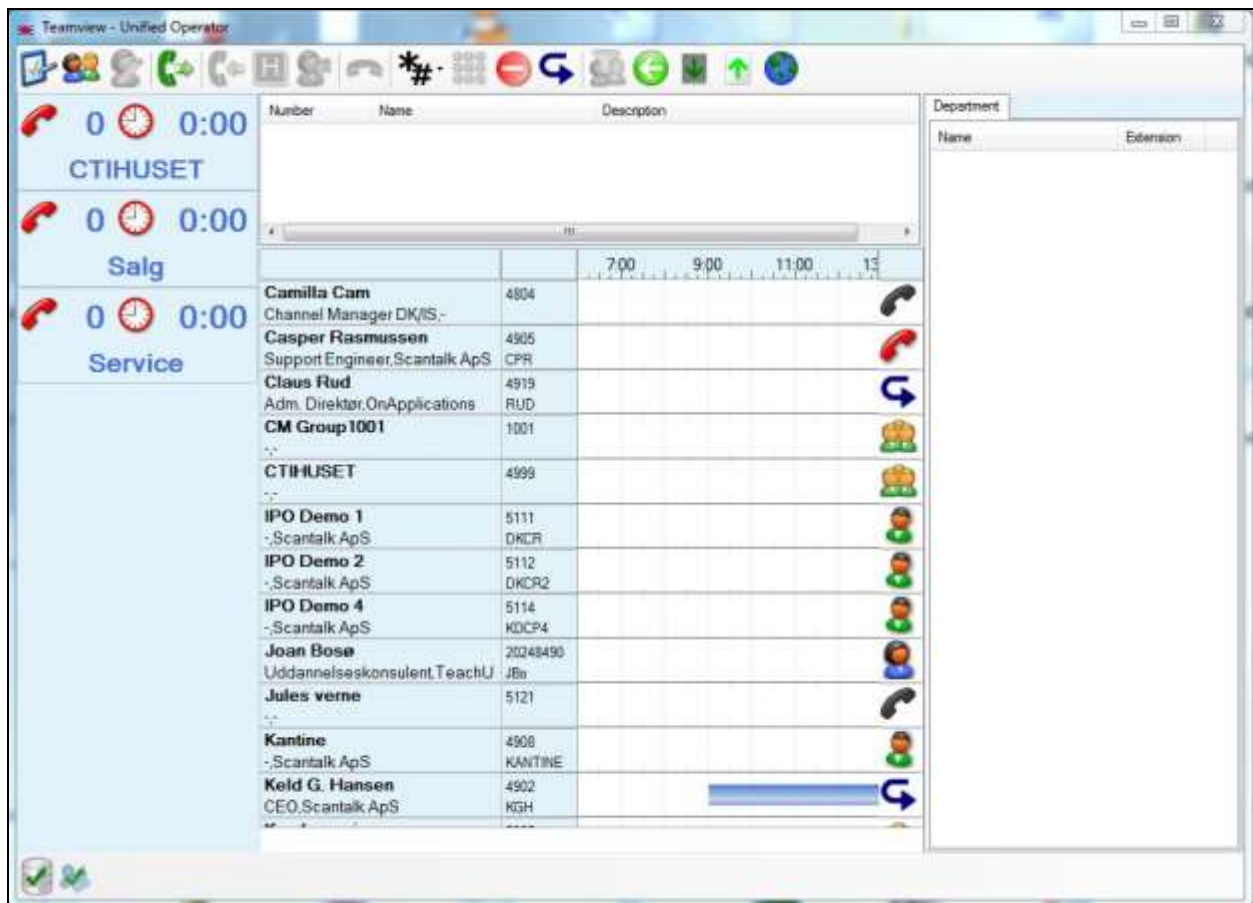 Teamview - Unified Operator
*#
H
0 0:00
CTIHUSET
0 0:00
Salg
0 0:00
Service
Number Name Description
Department
Name Extension
7:00 9:00 11:00 13
Camilla Cam 4804
Channel Manager DK/IS,-
Casper Rasmussen 4905
Support Engineer,Scantalk ApS CPR
Claus Rud 4919
Adm. Direktør,OnApplications RUD
CM Group1001 1001
-,-
CTIHUSET 4999
-,-
IPO Demo 1 5111
-,Scantalk ApS DKCR
IPO Demo 2 5112
-,Scantalk ApS DKCR2
IPO Demo 4 5114
-,Scantalk ApS KDCP4
Joan Bosø 20248490
Uddannelseskonsulent,TeachU JBo
Jules verne 5121
-,-
Kantine 4908
-,Scantalk ApS KANTINE
Keld G. Hansen 4902
CEO,Scantalk ApS KGH